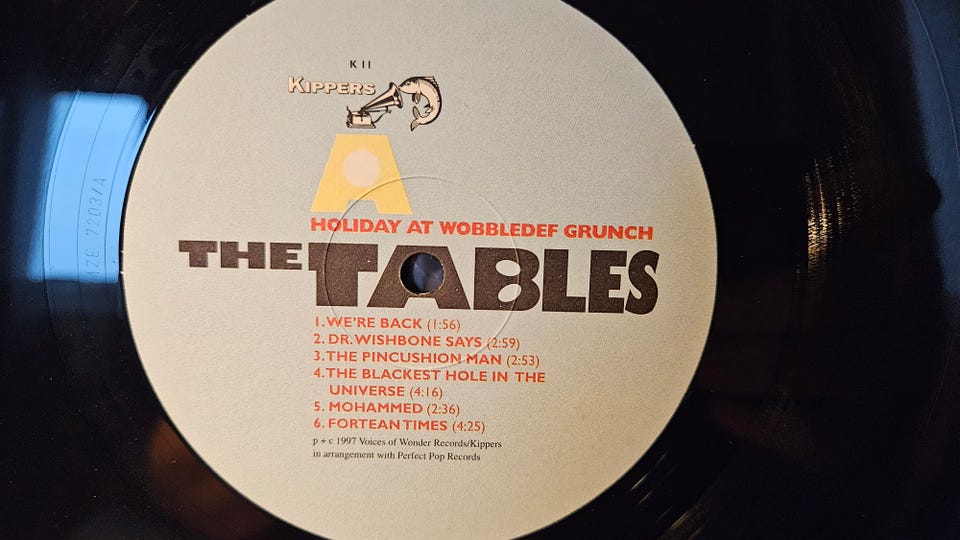 K II
KIPPERS
A
HOLIDAY AT WOBBLEDEF GRUNCH
THE TABLES
1. WE'RE BACK (1:56)
2. DR. WISHBONE SAYS (2:59)
3. THE PINCUSHION MAN (2:53)
4. THE BLACKEST HOLE IN THE
UNIVERSE (4:16)
5. MOHAMMED (2:36)
6. FORTEAN TIMES (4:25)
p + c 1997 Voices of Wonder Records/Kippers
in arrangement with Perfect Pop Records
7203/A